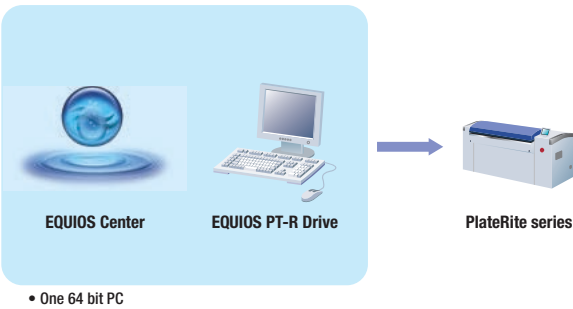 EQUIOS Center
EQUIOS PT-R Drive
PlateRite series
• One 64 bit PC